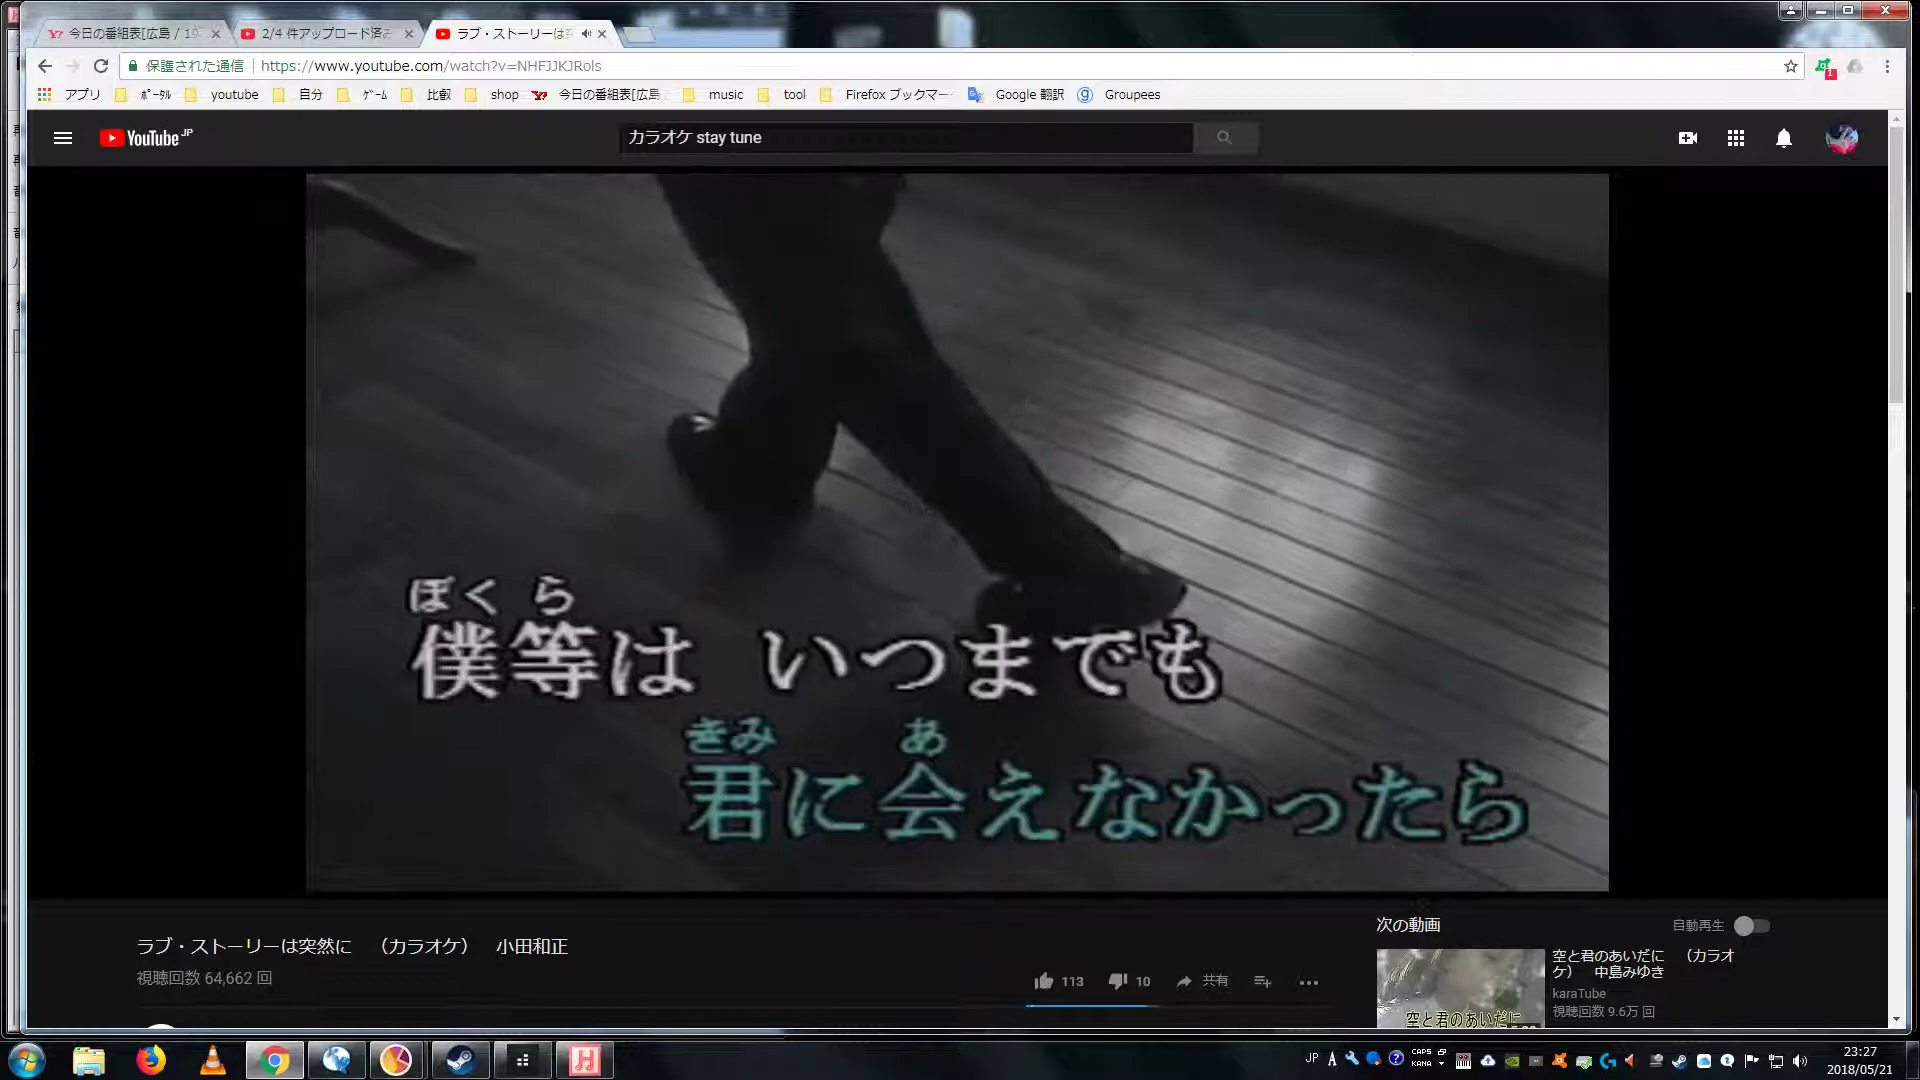 今日の番組表[広島 / 19
2/4 件アップロード済み
ラブ・ストーリーは突
保護された通信
https://www.youtube.com/watch?v=NHFJJKJRols
アプリ
ﾎﾟｰﾀﾙ
youtube
自分
ｹﾞｰﾑ
比較
shop
今日の番組表[広島
music
tool
Firefox ブックマー
Google 翻訳
Groupees
YouTube JP
カラオケ stay tune
ぼくら
僕等は いつまでも
きみ あ
君に会えなかったら
ラブ・ストーリーは突然に （カラオケ） 小田和正
視聴回数 64,662 回
113
10
共有
次の動画
自動再生
空と君のあいだに
空と君のあいだに （カラオ
ケ） 中島みゆき
karaTube
視聴回数 9.6万 回
JP
CAPS
KANA
23:27
2018/05/21